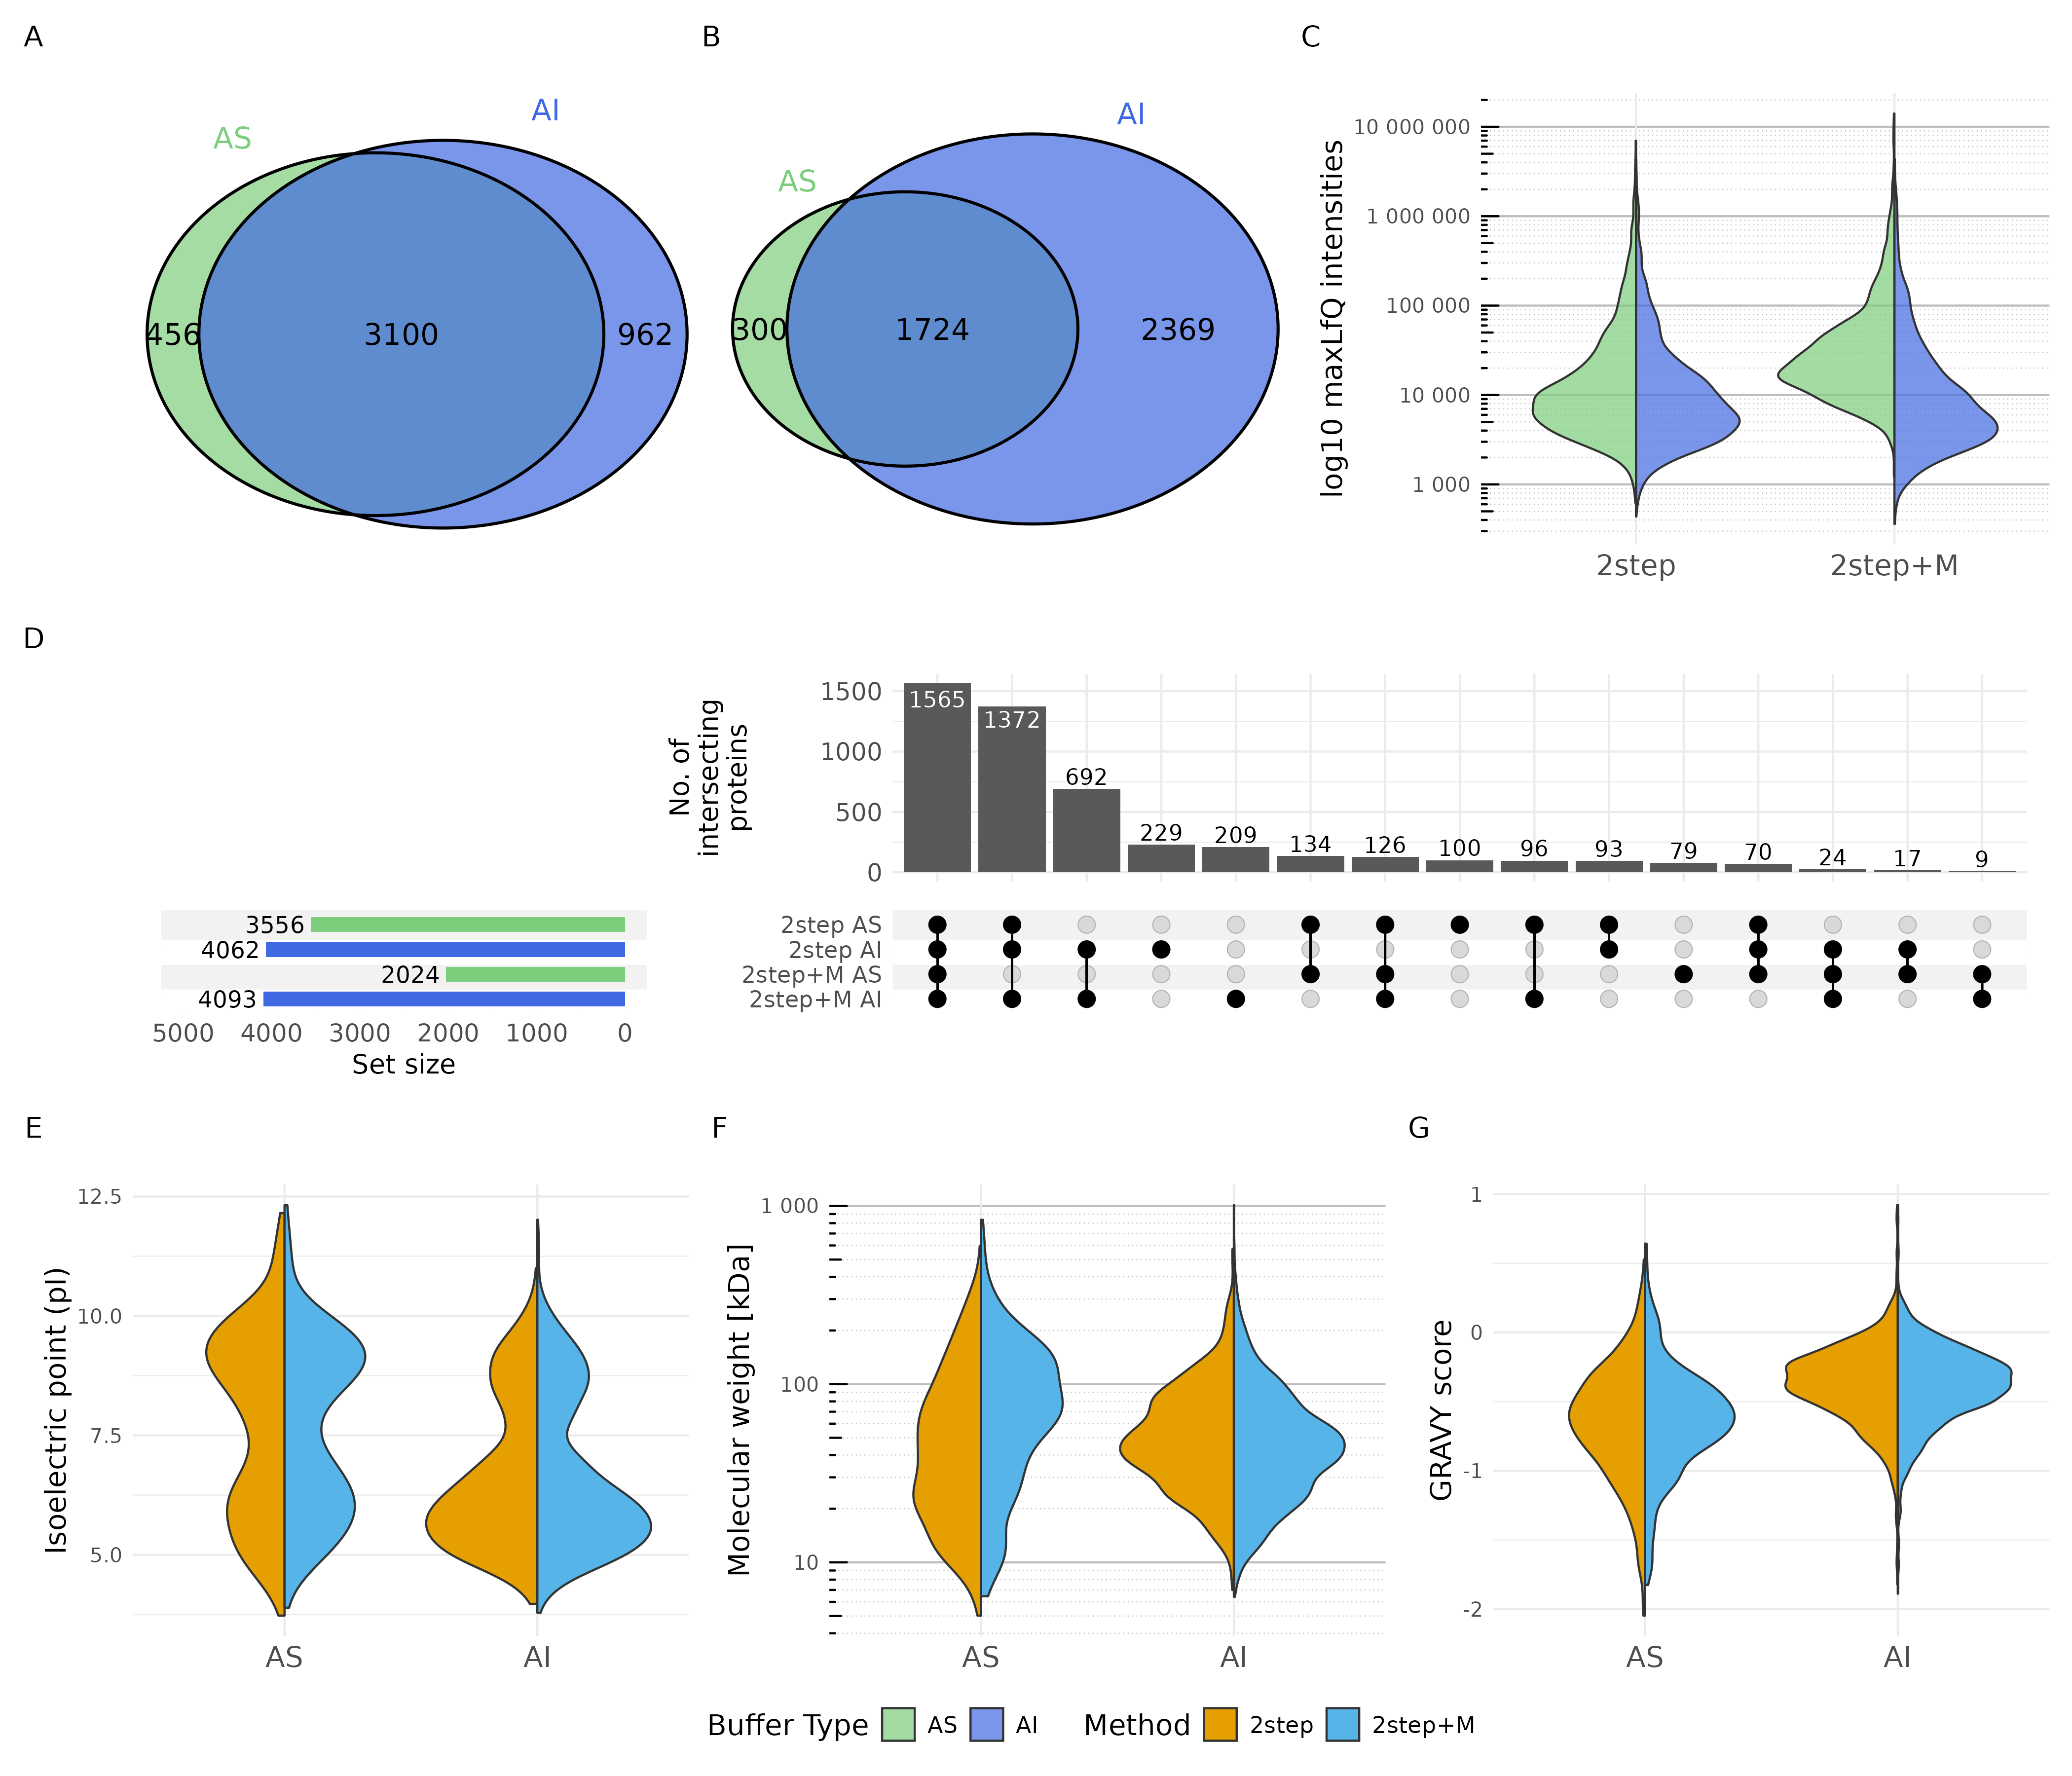 A
B
C
AS
AI
456
3100
962
AS
AI
300
1724
2369
log10 maxLfQ intensities
10 000 000
1 000 000
100 000
10 000
1 000
2step
2step+M
D
No. of
intersecting
proteins
1500
1000
500
0
1565
1372
692
229
209
134
126
100
96
93
79
70
24
17
9
3556
4062
2024
4093
5000 4000 3000 2000 1000 0
Set size
2step AS
2step AI
2step+M AS
2step+M AI
E
F
G
Isoelectric point (pI)
12.5
10.0
7.5
5.0
AS
AI
Molecular weight [kDa]
1 000
100
10
AS
AI
GRAVY score
1
0
-1
-2
AS
AI
Buffer Type AS AI Method 2step 2step+M